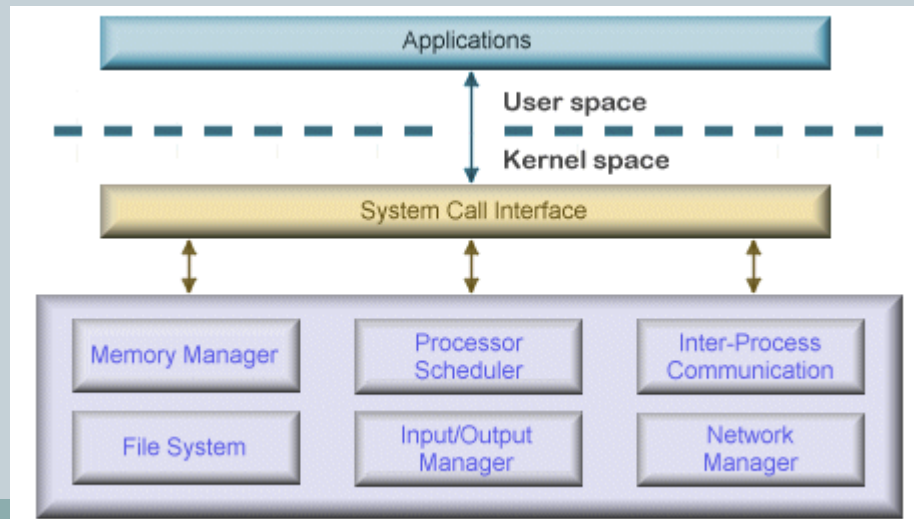 Applications
User space
Kernel space
System Call Interface
Memory Manager
Processor
Scheduler
Inter-Process
Communication
File System
Input/Output
Manager
Network
Manager